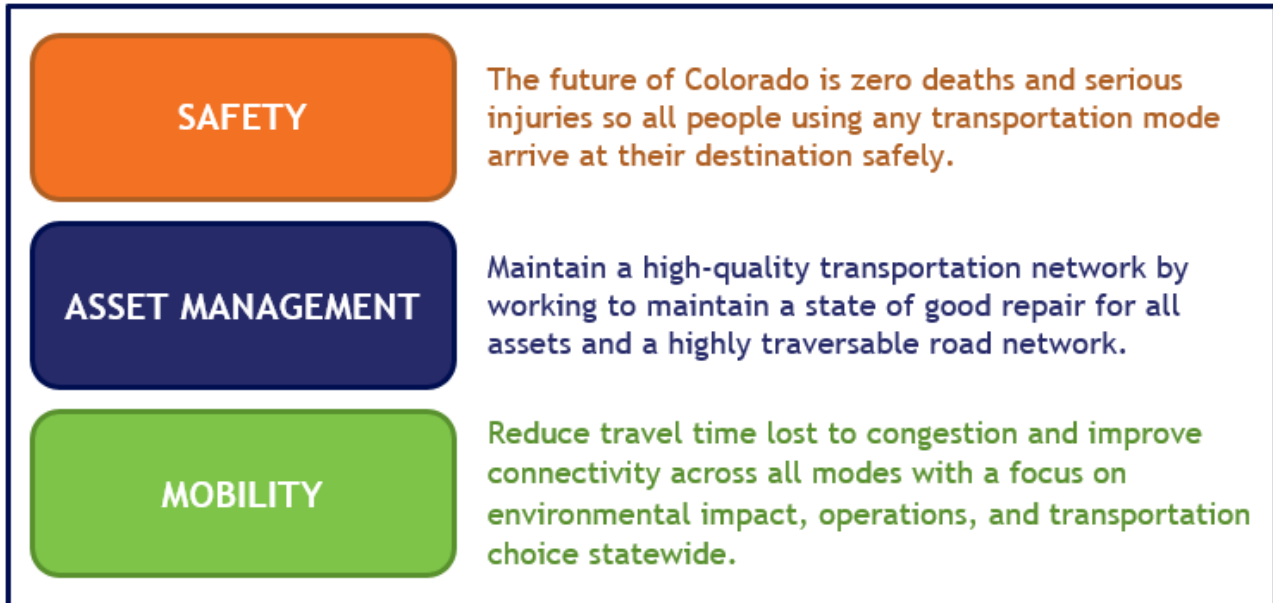 SAFETY
The future of Colorado is zero deaths and serious
injuries so all people using any transportation mode
arrive at their destination safely.
ASSET MANAGEMENT
Maintain a high-quality transportation network by
working to maintain a state of good repair for all
assets and a highly traversable road network.
MOBILITY
Reduce travel time lost to congestion and improve
connectivity across all modes with a focus on
environmental impact, operations, and transportation
choice statewide.